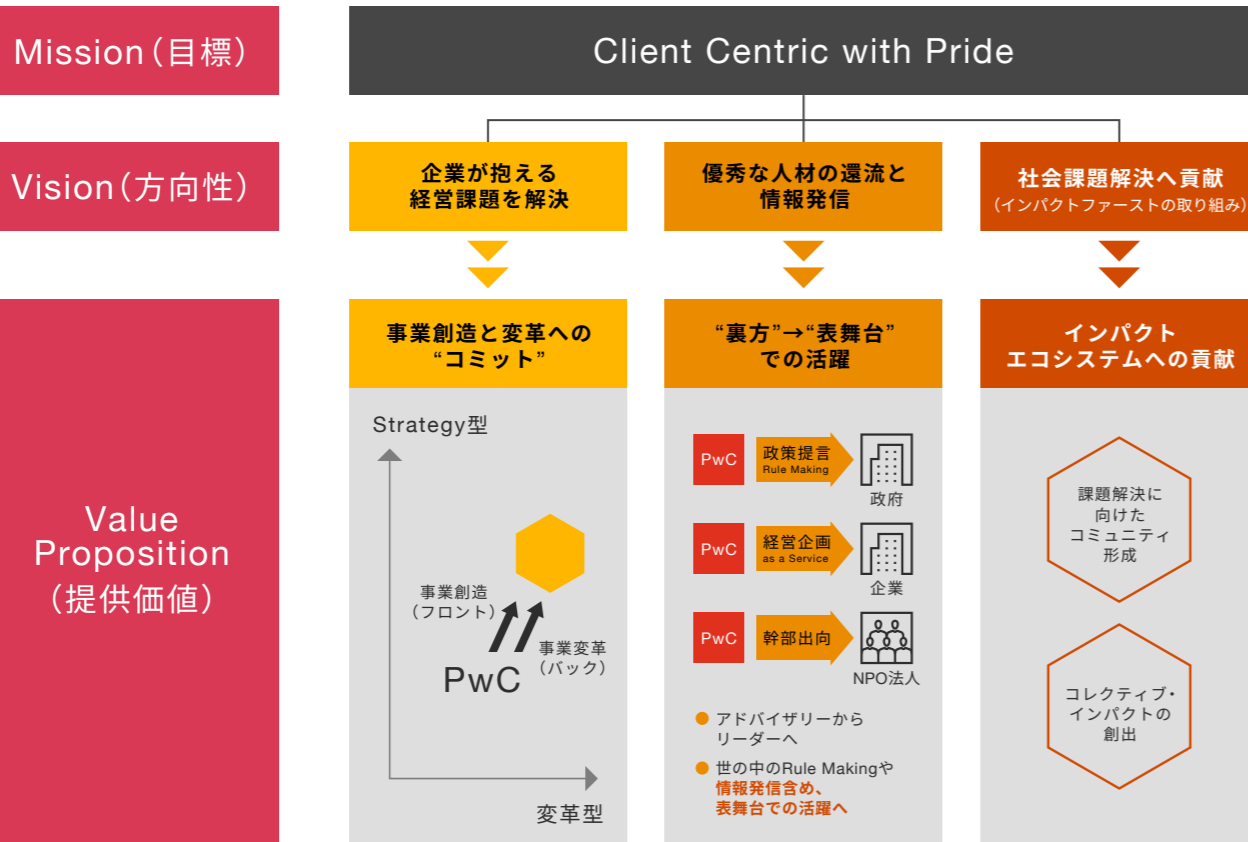 Mission（目標）
Client Centric with Pride
Vision（方向性）
企業が抱える
経営課題を解決
優秀な人材の還流と
情報発信
社会課題解決へ貢献
（インパクトファーストの取り組み）
Value
Proposition
（提供価値）
事業創造と変革への
“コミット”
Strategy型
事業創造
（フロント）
事業変革
（バック）
PwC
変革型
“裏方”→“表舞台”
での活躍
PwC
政策提言
Rule Making
政府
PwC
経営企画
as a Service
企業
PwC
幹部出向
NPO法人
アドバイザリーから
リーダーへ
世の中のRule Makingや
情報発信含め、
表舞台での活躍へ
インパクト
エコシステムへの貢献
課題解決に
向けた
コミュニティ
形成
コレクティブ・
インパクトの
創出